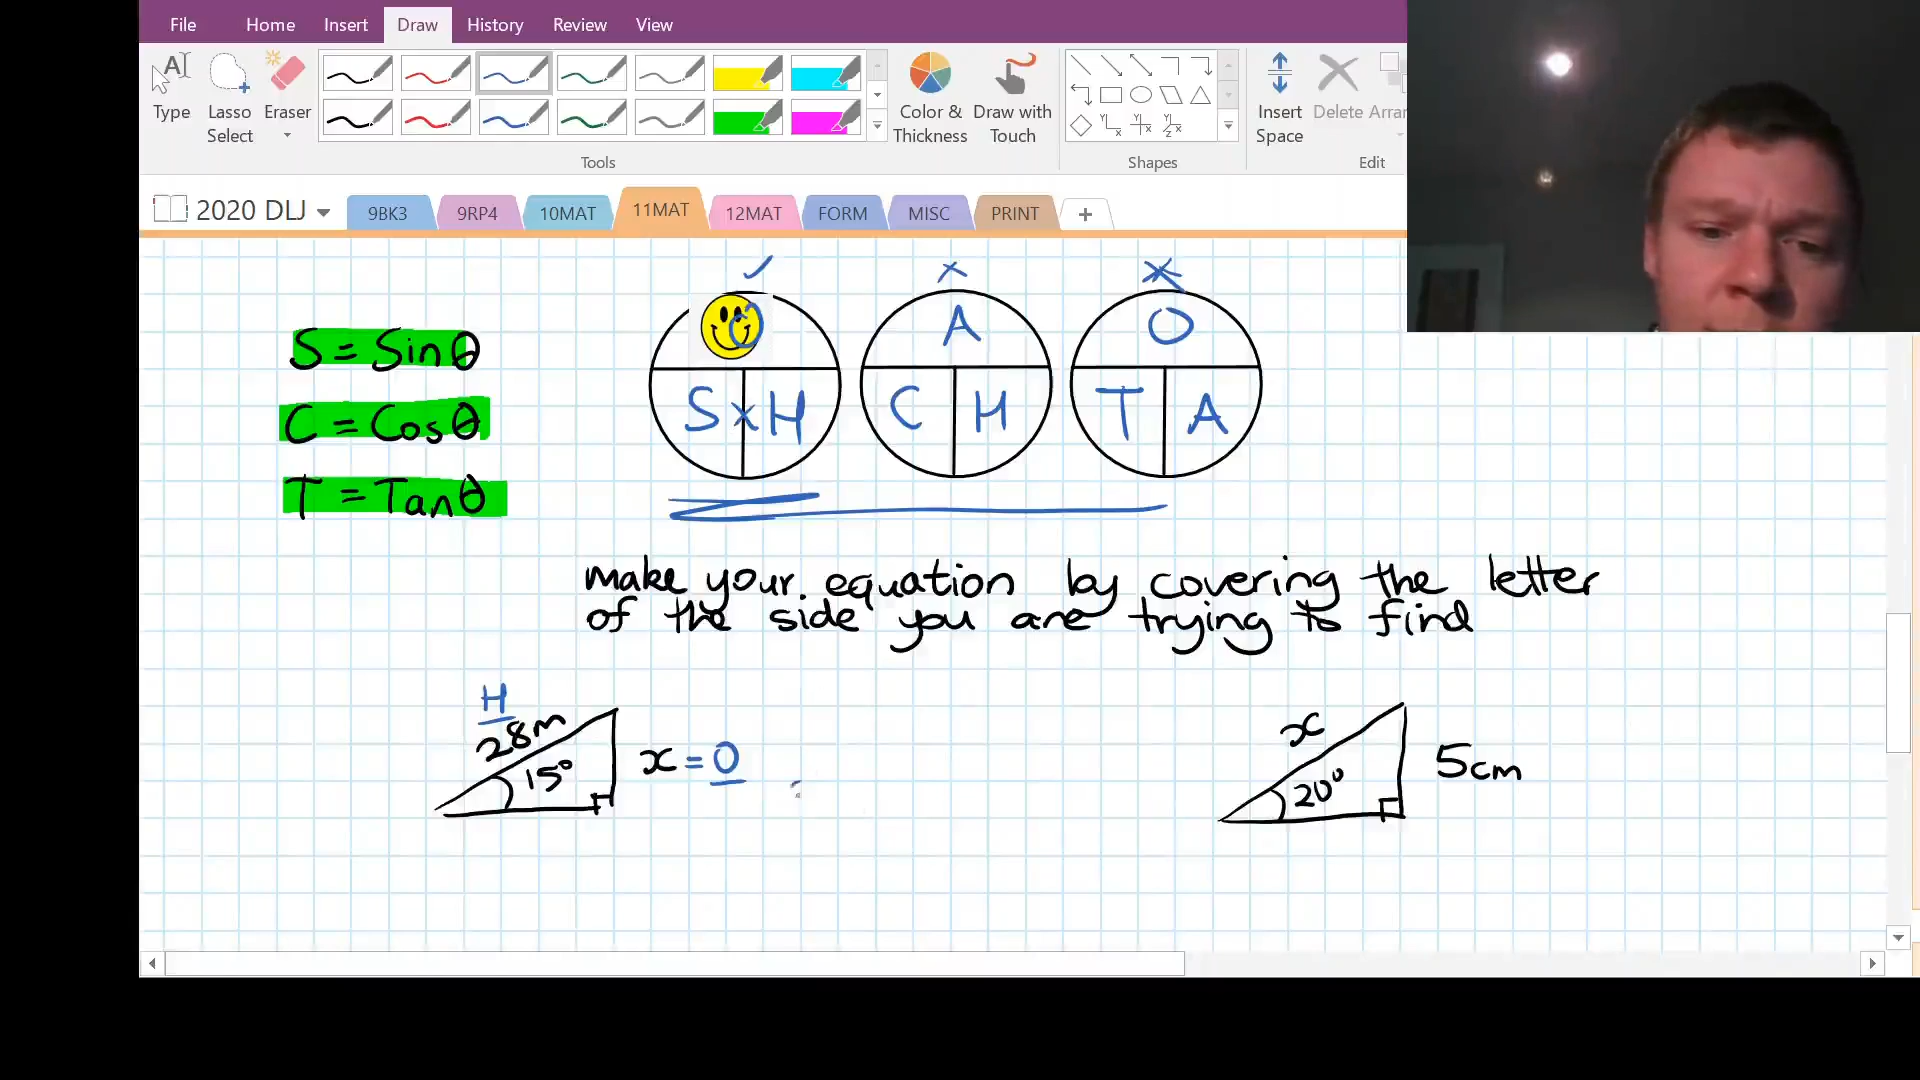 File Home Insert Draw History Review View
Type
Lasso Select
Eraser
Color & Thickness
Draw with Touch
Insert Space
Delete
Arran
Tools
Shapes
Edit
2020 DLJ 9BK3 9RP4 10MAT 11MAT 12MAT FORM MISC PRINT +
✓ × ×
S = Sinθ
C = Cosθ
T = Tanθ
O
S × H
A
C H
O
T A
make your equation by covering the letter
of the side you are trying to find
H
28m
15°
x = O
x
20°
5cm